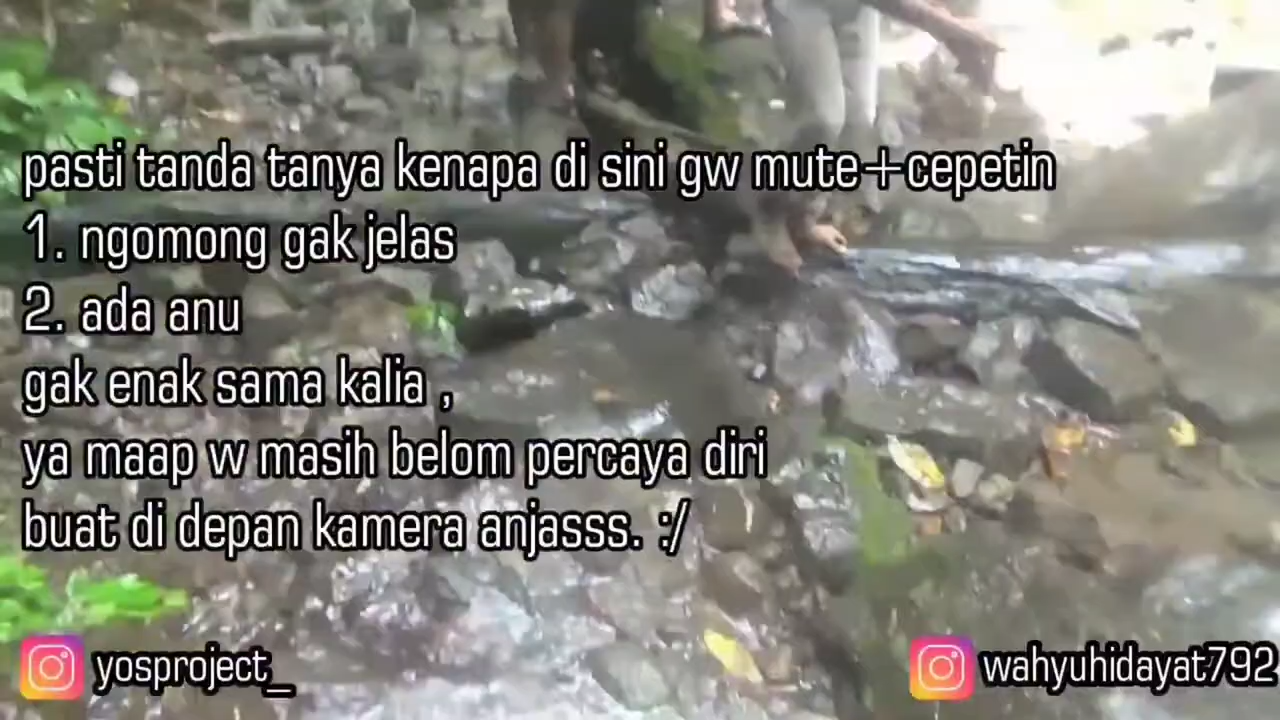 pasti tanda tanya kenapa di sini gw mute+cepetin
1. ngomong gak jelas
2. ada anu
gak enak sama kalia ,
ya maap w masih belom percaya diri
buat di depan kamera anjasss. :/
yosproject_
wahyuhidayat792